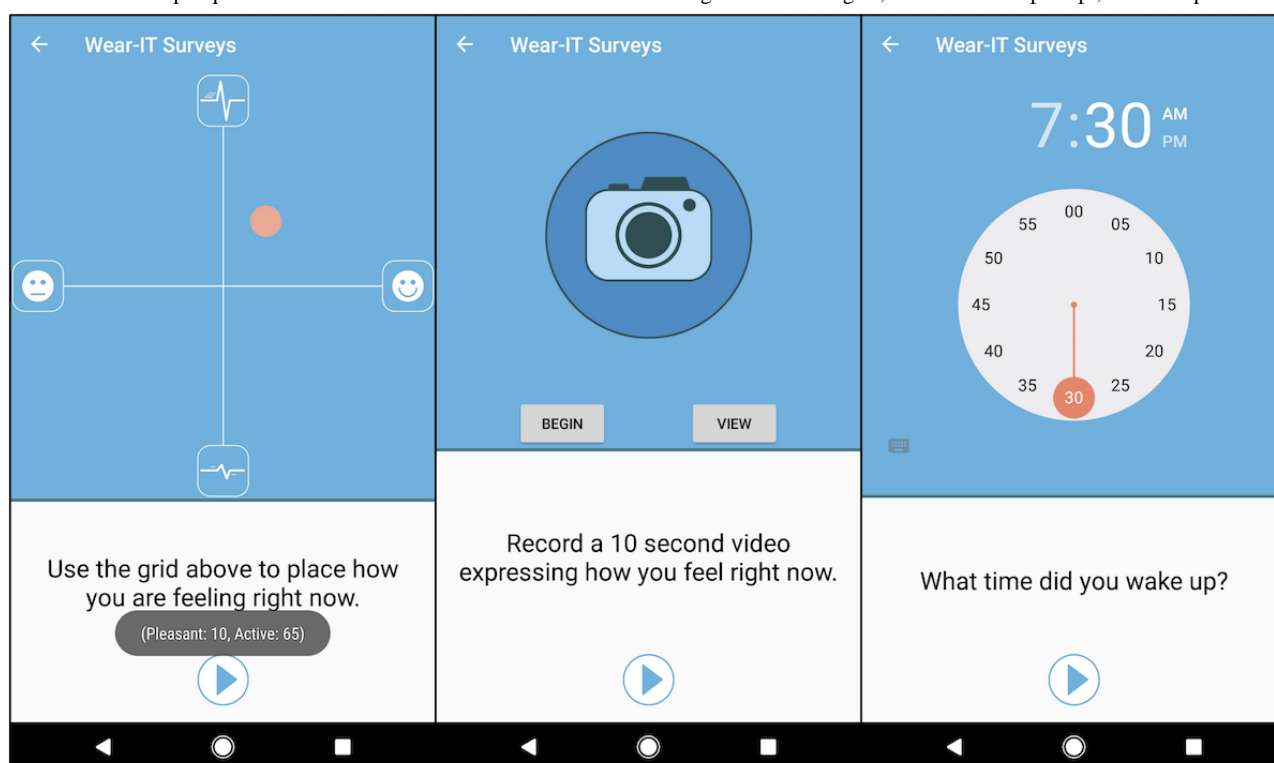 Wear-IT Surveys
Use the grid above to place how
you are feeling right now.
(Pleasant: 10, Active: 65)
Wear-IT Surveys
BEGIN
VIEW
Record a 10 second video
expressing how you feel right now.
Wear-IT Surveys
7:30 AM
PM
00
05
10
15
20
25
30
35
40
45
50
55
What time did you wake up?